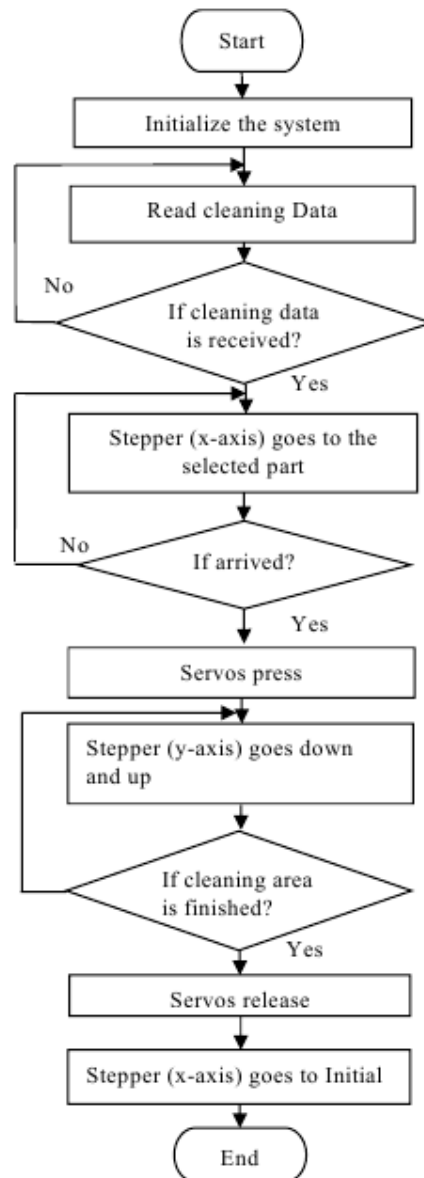 Start
Initialize the system
Read cleaning Data
No
If cleaning data
is received?
Yes
Stepper (x-axis) goes to the
selected part
No
If arrived?
Yes
Servos press
Stepper (y-axis) goes down
and up
If cleaning area
is finished?
Yes
Servos release
Stepper (x-axis) goes to Initial
End